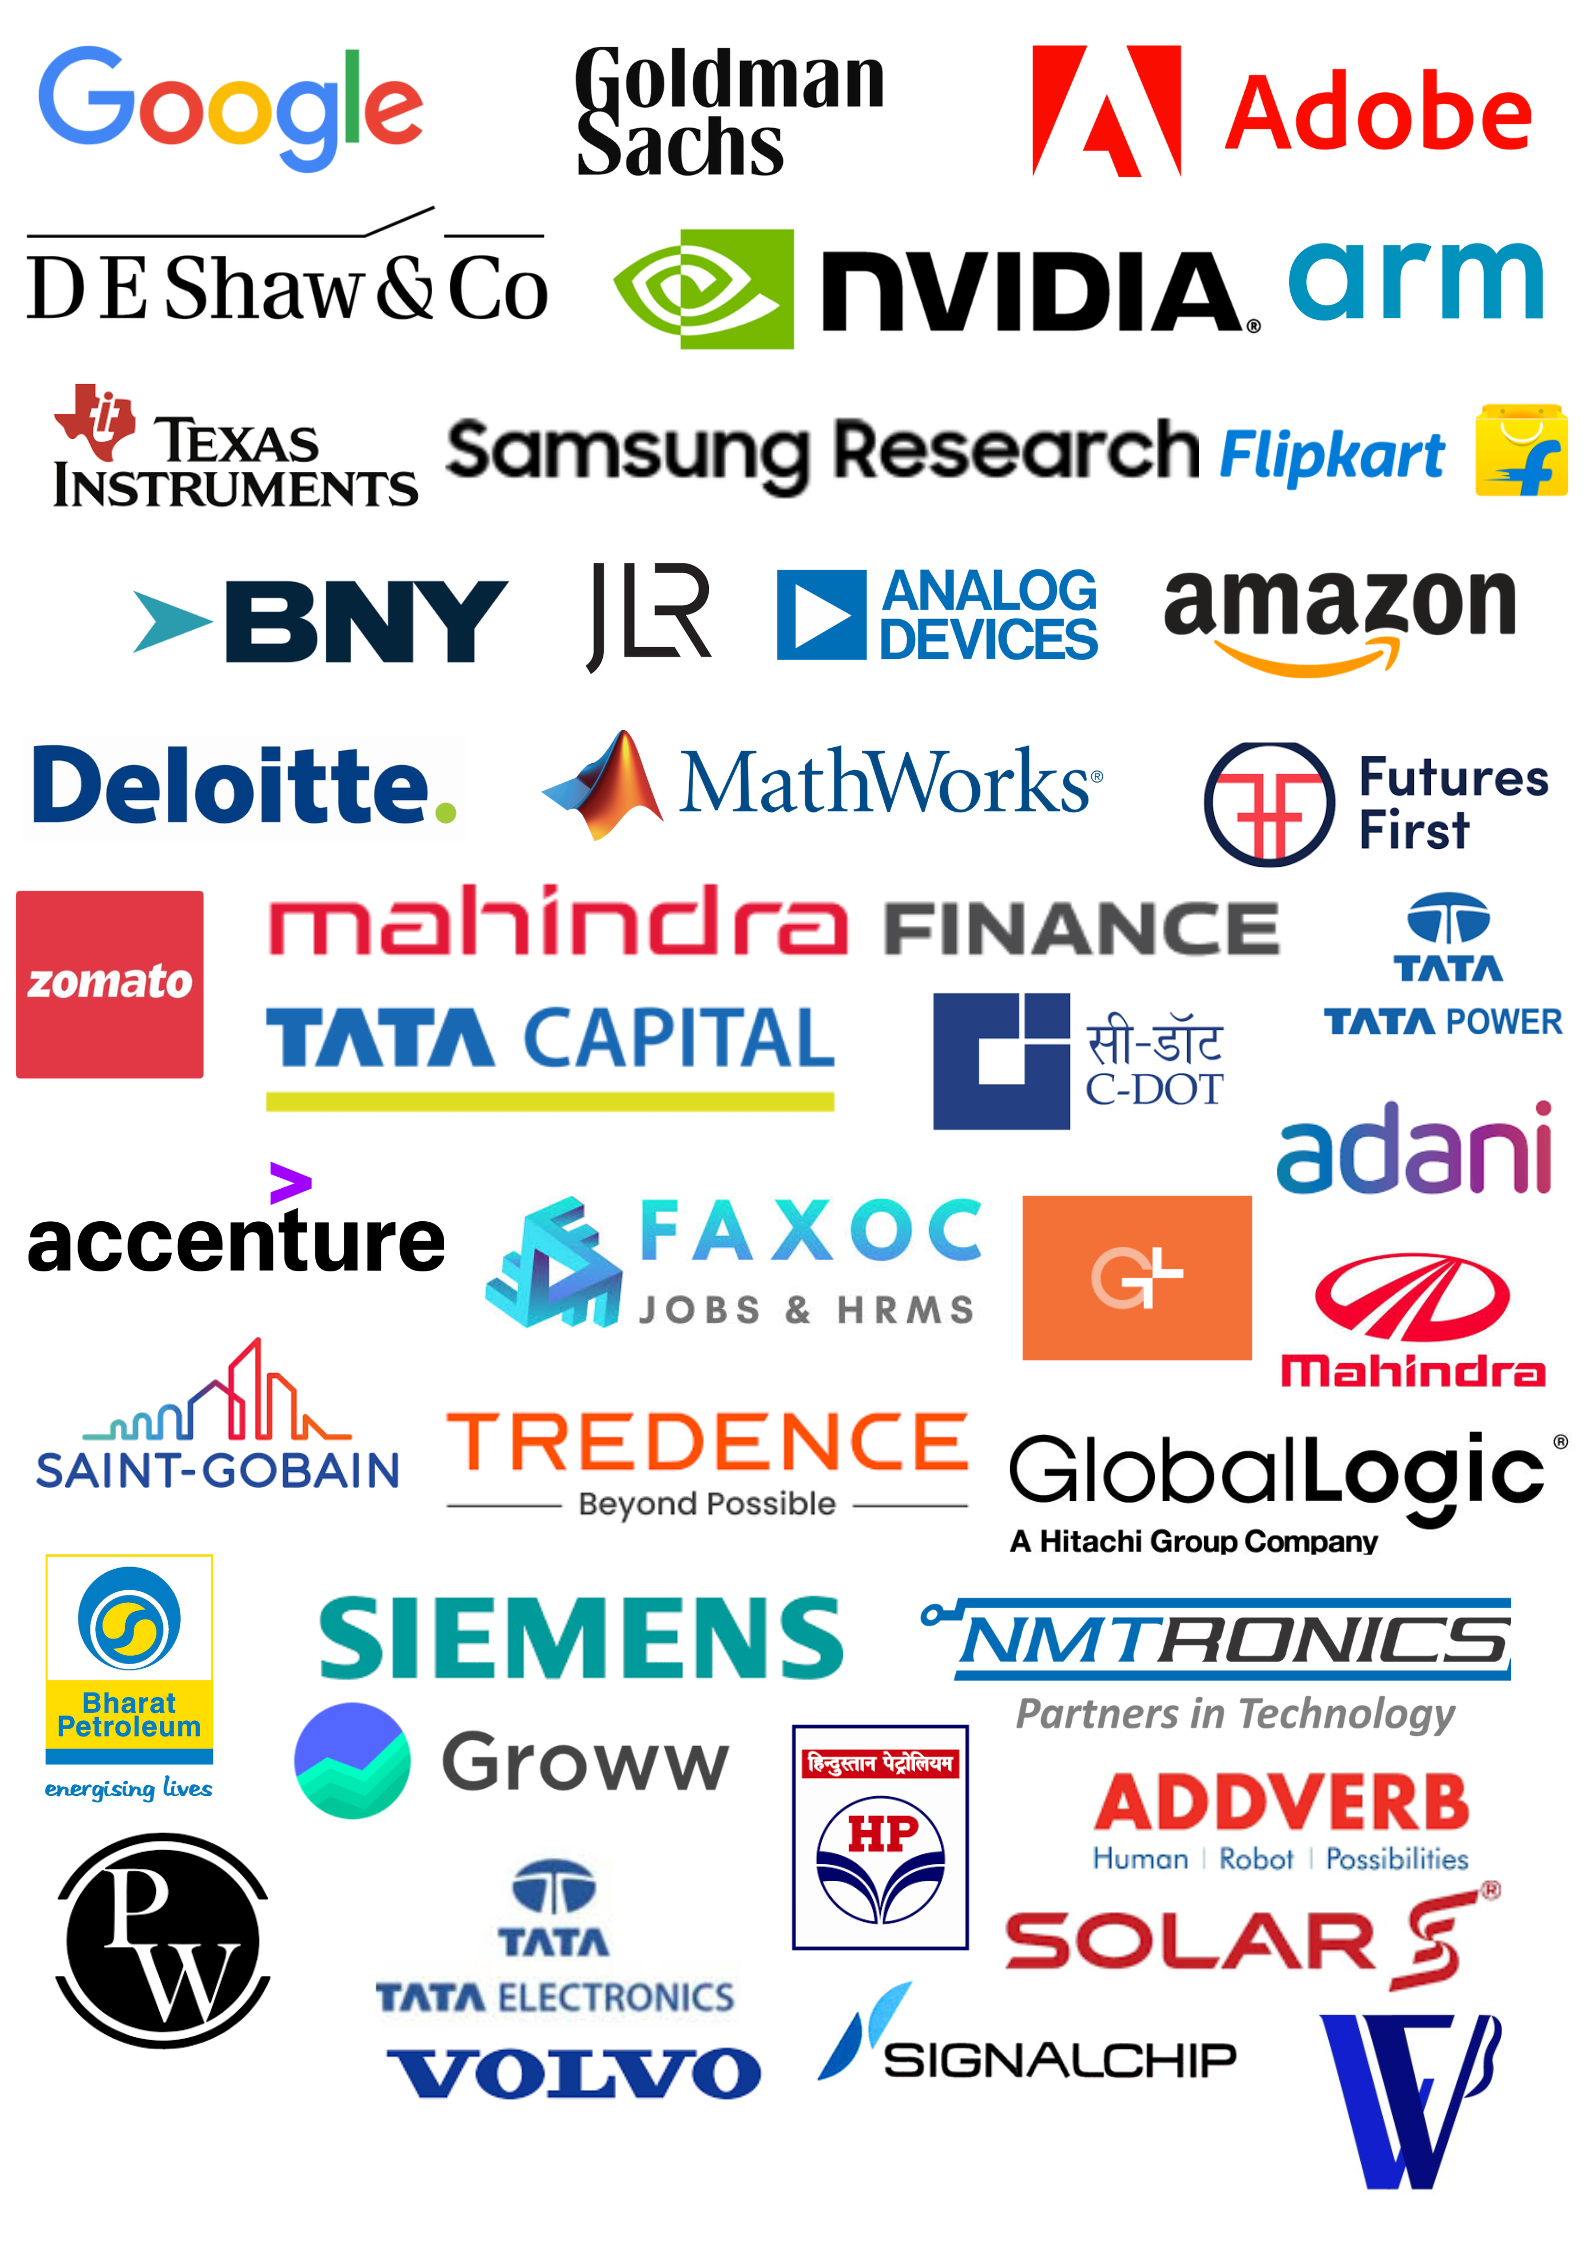 Google
Goldman
Sachs
Adobe
D E Shaw & Co
NVIDIA®
arm
TEXAS
INSTRUMENTS
Samsung Research
Flipkart
BNY
JLR
ANALOG
DEVICES
amazon
Deloitte.
MathWorks®
Futures
First
zomato
mahindra FINANCE
TATA
TATA POWER
TATA CAPITAL
सी-डॉट
C-DOT
adani
accenture
FAXOC
JOBS & HRMS
G
mahindra
SAINT-GOBAIN
TREDENCE
Beyond Possible
GlobalLogic®
A Hitachi Group Company
Bharat
Petroleum
energising lives
SIEMENS
NMTRONICS
Partners in Technology
Groww
हिन्दुस्तान पेट्रोलियम
HP
ADDVERB
Human | Robot | Possibilities
PW
TATA
TATA ELECTRONICS
SOLAR ®
VOLVO
SIGNALCHIP